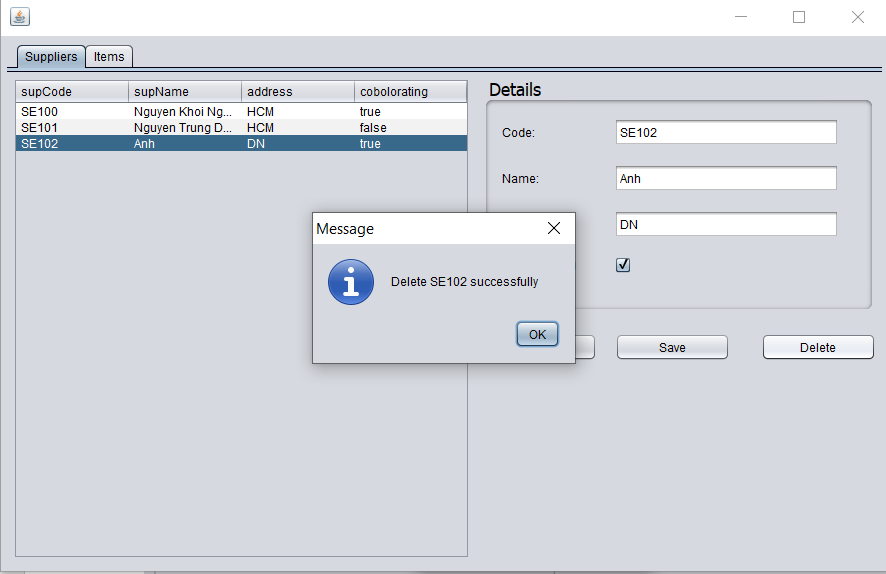 Suppliers Items
supCode supName address cobolorating
SE100 Nguyen Khoi Ng... HCM true
SE101 Nguyen Trung D... HCM false
SE102 Anh DN true
Details
Code: SE102
Name: Anh
DN
Message
Delete SE102 successfully
OK
Save Delete